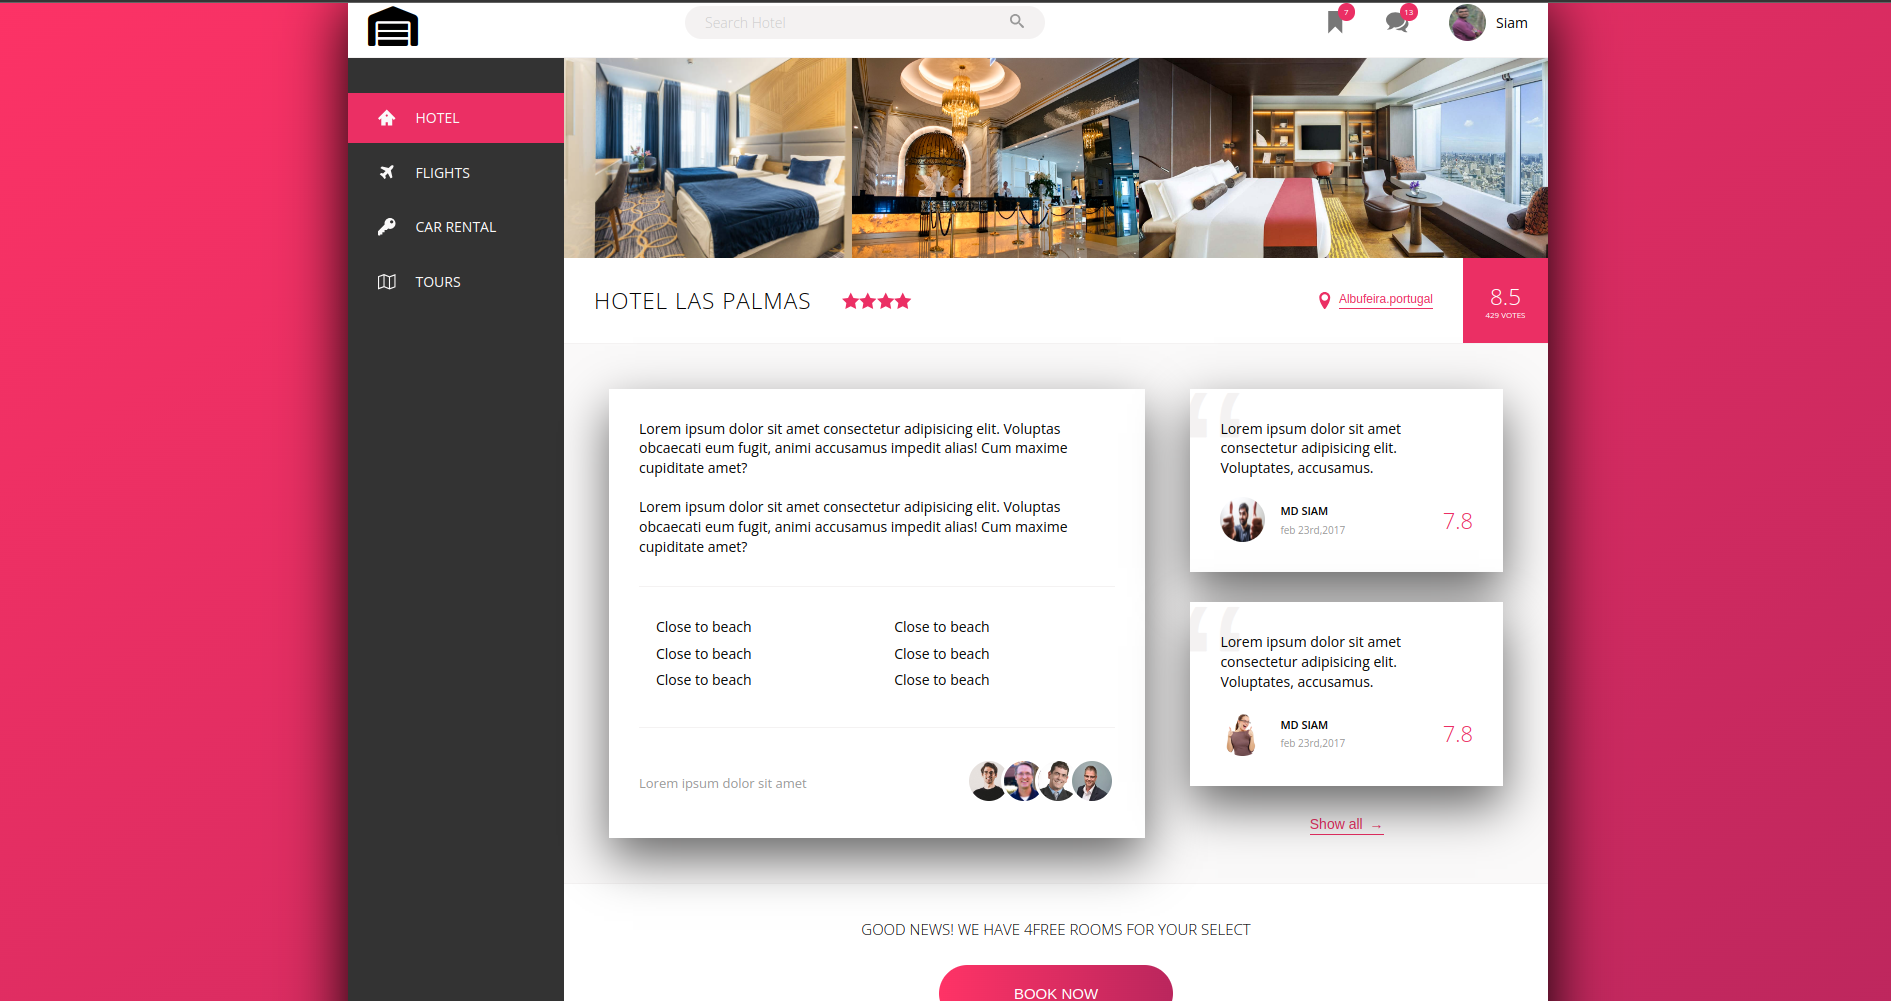 Search Hotel
7
13
Siam
HOTEL
FLIGHTS
CAR RENTAL
TOURS
HOTEL LAS PALMAS
Albufeira.portugal
8.5
429 VOTES
Lorem ipsum dolor sit amet consectetur adipisicing elit. Voluptas
obcaecati eum fugit, animi accusamus impedit alias! Cum maxime
cupiditate amet?
Lorem ipsum dolor sit amet consectetur adipisicing elit. Voluptas
obcaecati eum fugit, animi accusamus impedit alias! Cum maxime
cupiditate amet?
Close to beach
Close to beach
Close to beach
Close to beach
Close to beach
Close to beach
Lorem ipsum dolor sit amet
“
Lorem ipsum dolor sit amet
consectetur adipisicing elit.
Voluptates, accusamus.
MD SIAM
feb 23rd,2017
7.8
“
Lorem ipsum dolor sit amet
consectetur adipisicing elit.
Voluptates, accusamus.
MD SIAM
feb 23rd,2017
7.8
Show all →
GOOD NEWS! WE HAVE 4FREE ROOMS FOR YOUR SELECT
BOOK NOW